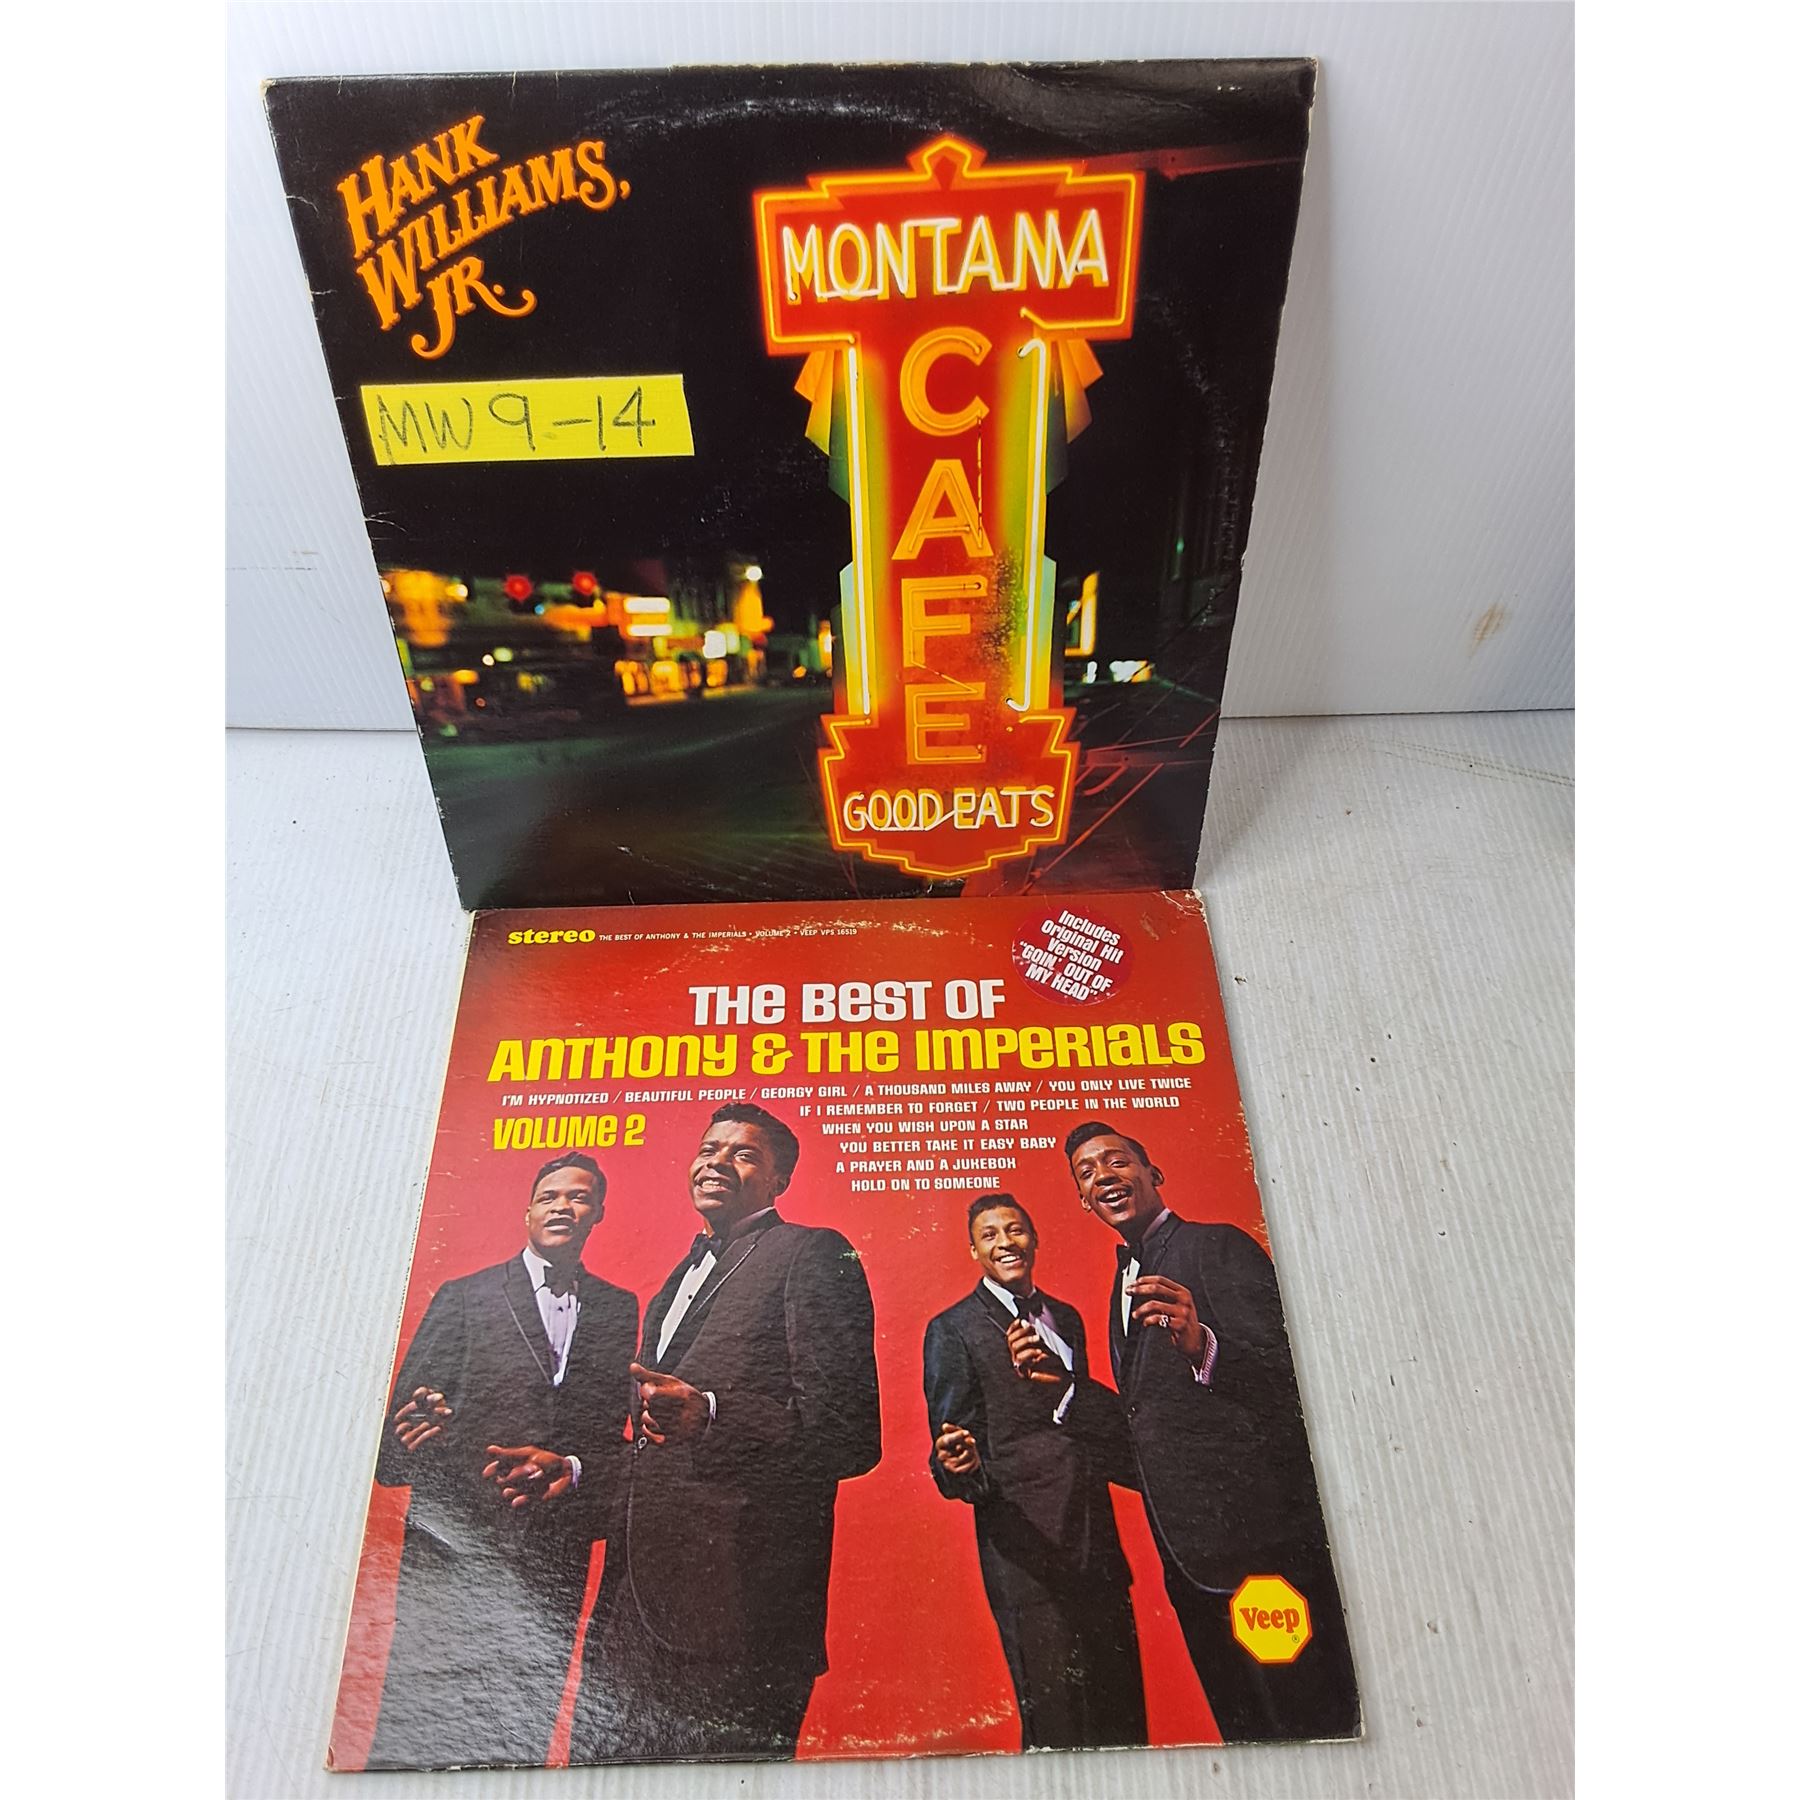 HANK
WILLIAMS,
JR.
MW 9-14
MONTANA
CAFE
GOOD EATS
stereo THE BEST OF ANTHONY & THE IMPERIALS • VOLUME 2 • VEEP VPS 16519
Includes
Original Hit
Version
"GOIN' OUT OF
MY HEAD"
THE BEST OF
ANTHONY & THE IMPERIALS
I'M HYPNOTIZED / BEAUTIFUL PEOPLE / GEORGY GIRL / A THOUSAND MILES AWAY / YOU ONLY LIVE TWICE
IF I REMEMBER TO FORGET / TWO PEOPLE IN THE WORLD
VOLUME 2
WHEN YOU WISH UPON A STAR
YOU BETTER TAKE IT EASY BABY
A PRAYER AND A JUKEBOX
HOLD ON TO SOMEONE
Veep
®